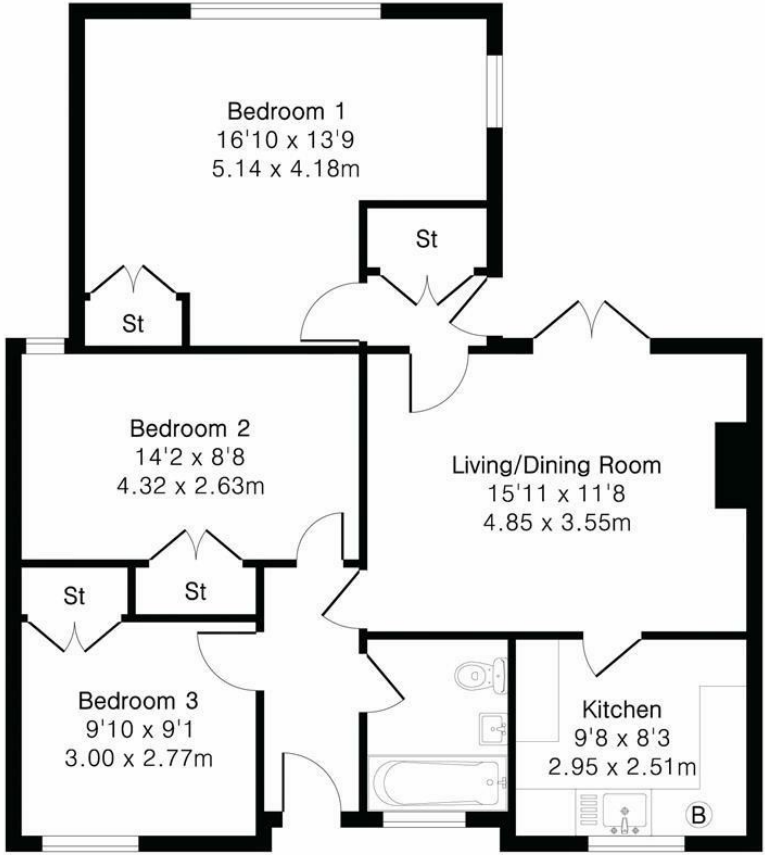 Bedroom 1
16'10 x 13'9
5.14 x 4.18m
St
St
Bedroom 2
14'2 x 8'8
4.32 x 2.63m
Living/Dining Room
15'11 x 11'8
4.85 x 3.55m
St
St
Bedroom 3
9'10 x 9'1
3.00 x 2.77m
Kitchen
9'8 x 8'3
2.95 x 2.51m
B